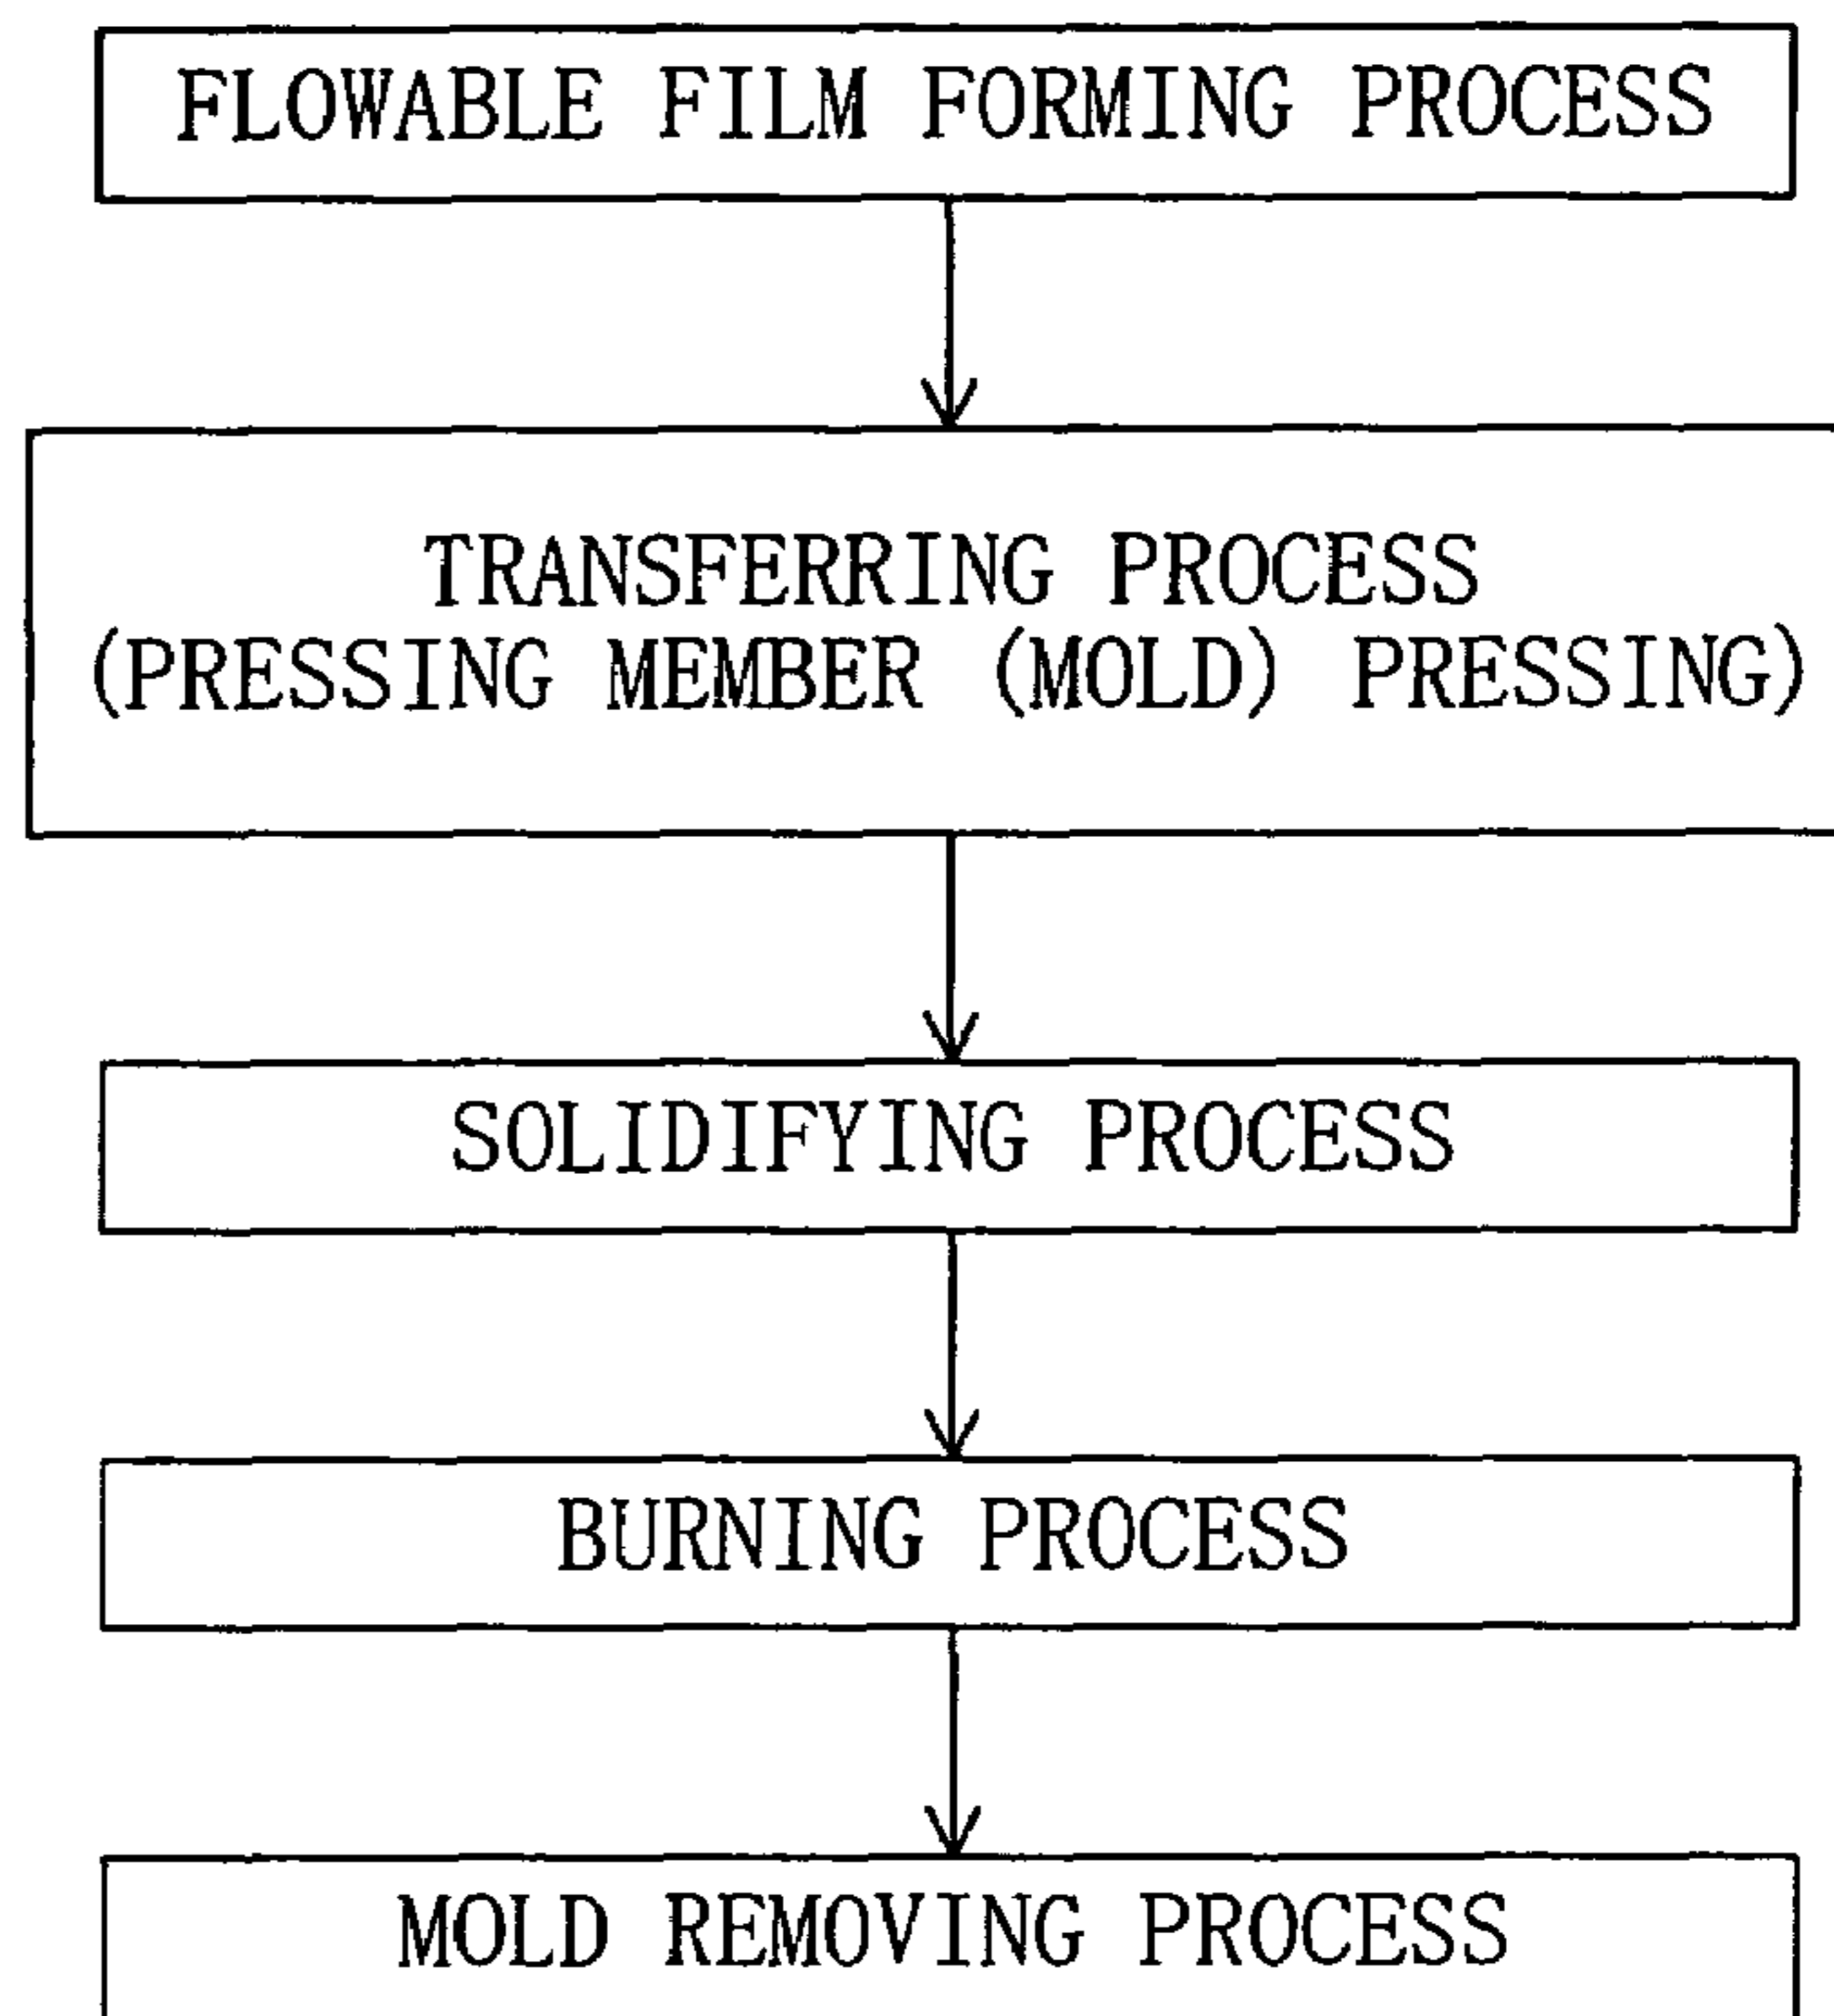 FLOWABLE FILM FORMING PROCESS
TRANSFERRING PROCESS
(PRESSING MEMBER (MOLD) PRESSING)
SOLIDIFYING PROCESS
BURNING PROCESS
MOLD REMOVING PROCESS